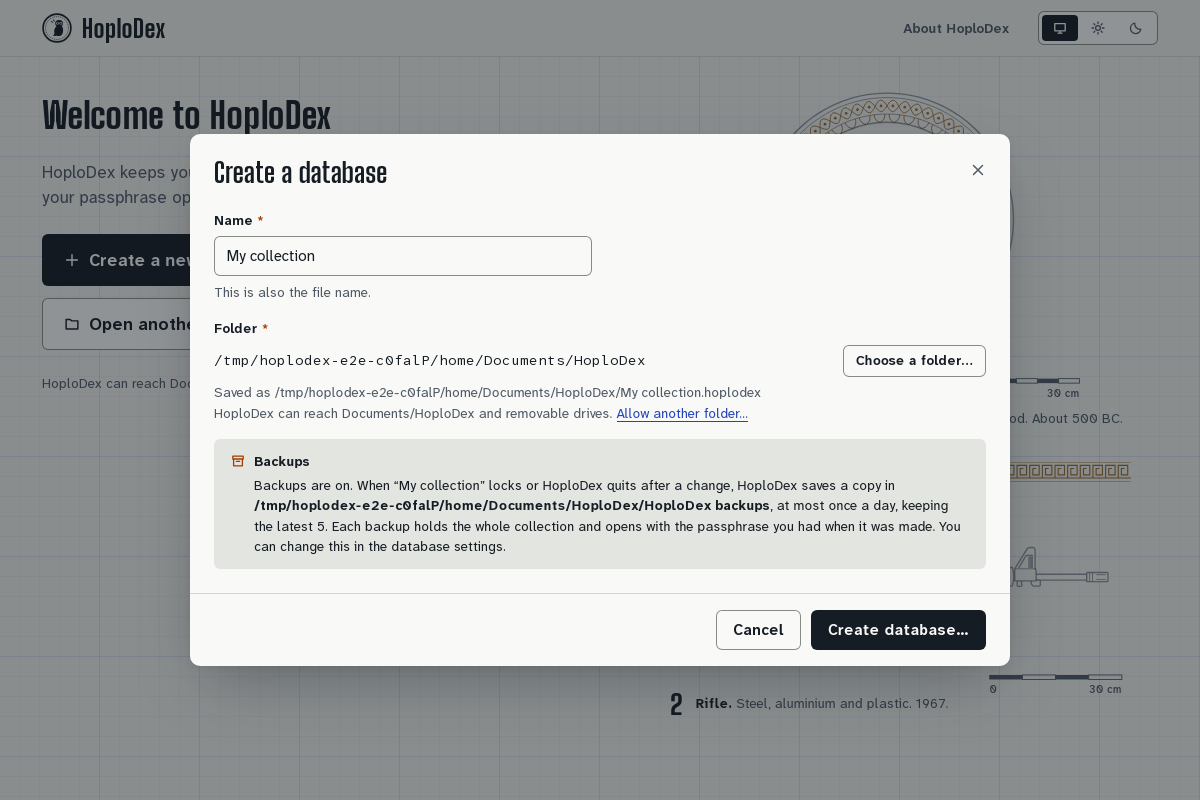 HoploDex
About HoploDex
Welcome to HoploDex
HoploDex keeps
your passphrase
Create a
Open
HoploDex can reach
Create a database
Name *
My collection
This is also the file name.
Folder *
/tmp/hoplodex-e2e-c0falP/home/Documents/HoploDex
Choose a folder…
Saved as /tmp/hoplodex-e2e-c0falP/home/Documents/HoploDex/My collection.hoplodex
HoploDex can reach Documents/HoploDex and removable drives. Allow another folder…
Backups
Backups are on. When “My collection” locks or HoploDex quits after a change, HoploDex saves a copy in
/tmp/hoplodex-e2e-c0falP/home/Documents/HoploDex/HoploDex backups, at most once a day, keeping
the latest 5. Each backup holds the whole collection and opens with the passphrase you had when it was made. You
can change this in the database settings.
Cancel
Create database…
30 cm
About 500 BC.
0 30 cm
2 Rifle. Steel, aluminium and plastic. 1967.